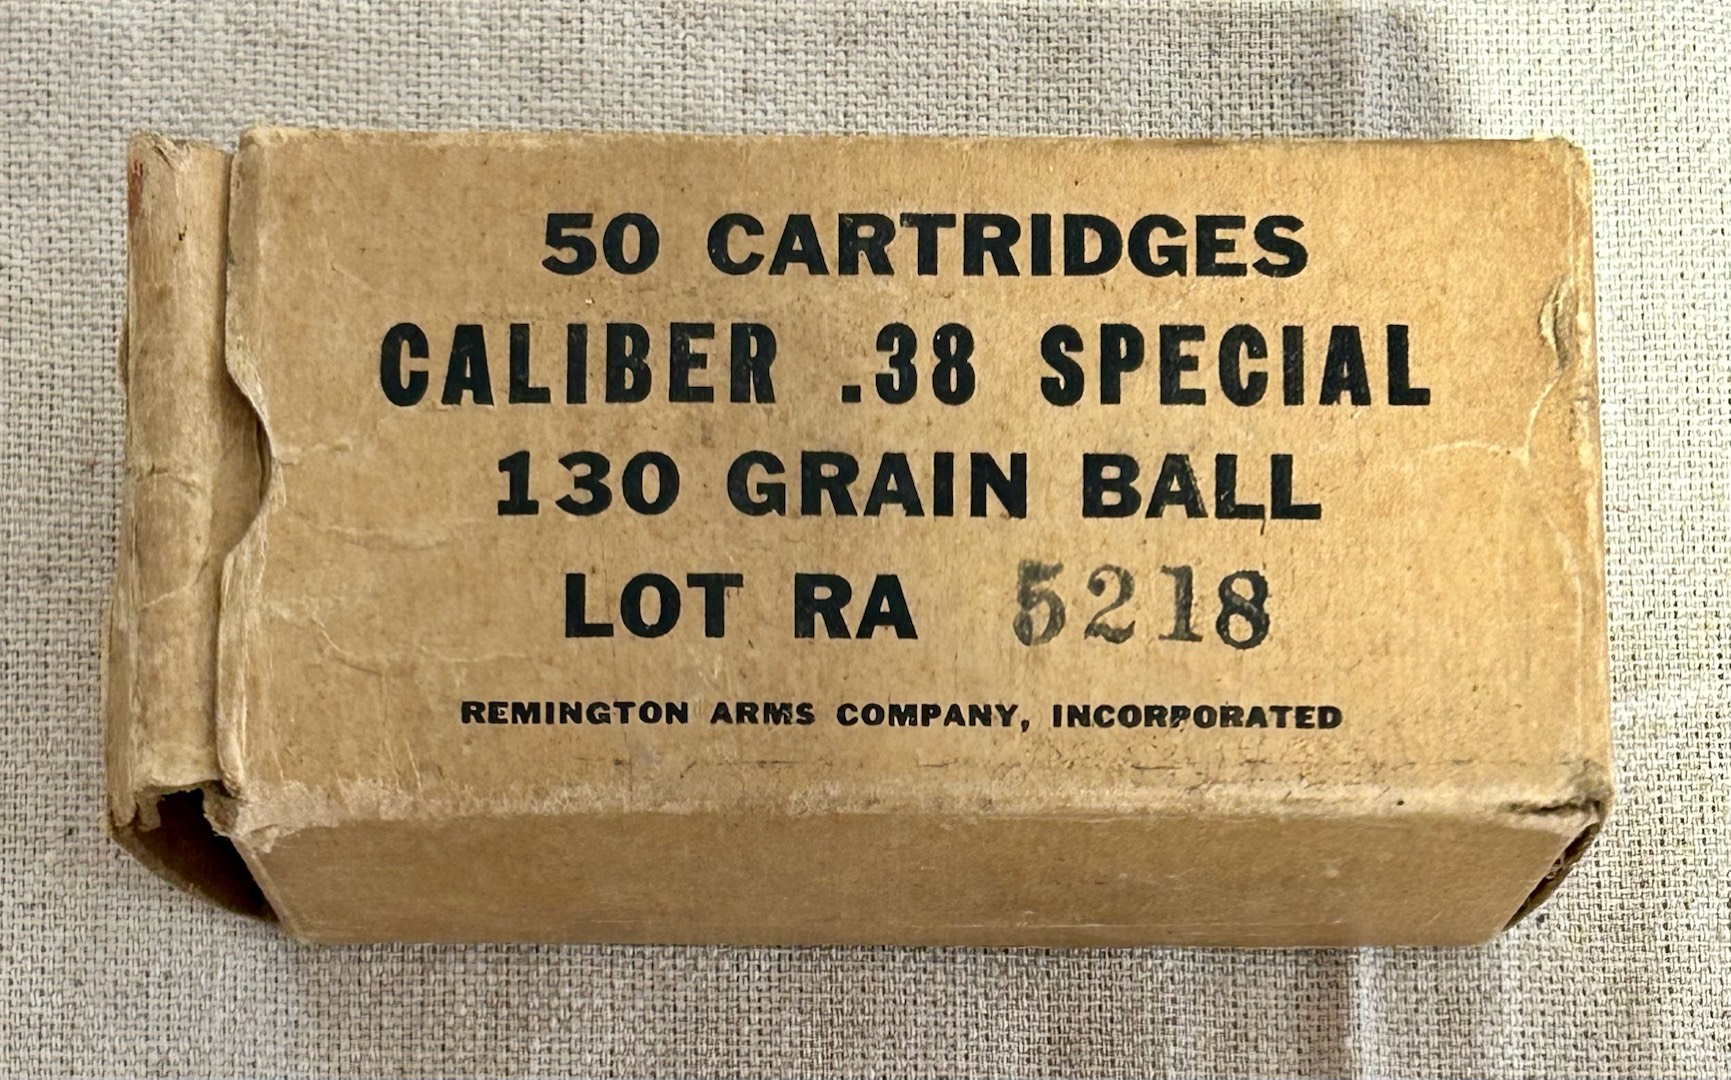 50 CARTRIDGES
CALIBER .38 SPECIAL
130 GRAIN BALL
LOT RA 5218
REMINGTON ARMS COMPANY, INCORPORATED